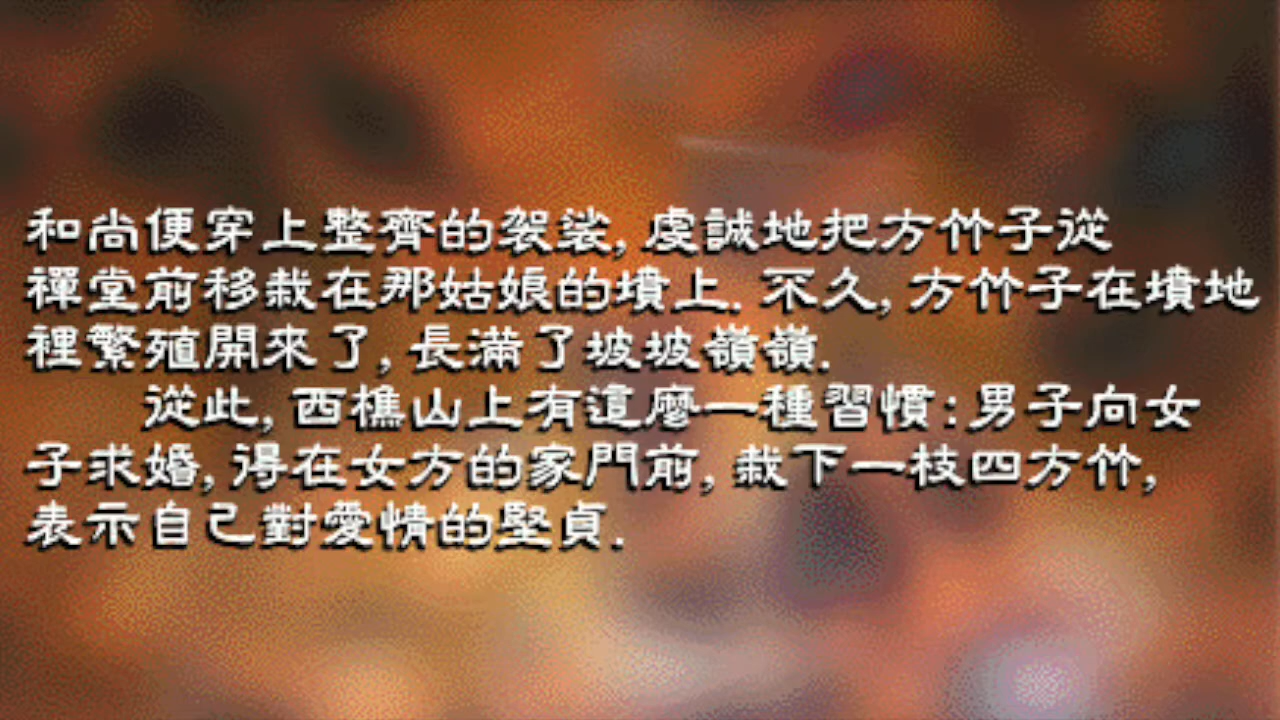 和尚便穿上整齊的袈裟,虔誠地把方竹子從
禪堂前移栽在那姑娘的墳上.不久,方竹子在墳地
裡繁殖開來了,長滿了坡坡嶺嶺.
從此,西樵山上有這麼一種習慣:男子向女
子求婚,得在女方的家門前,栽下一枝四方竹,
表示自己對愛情的堅貞.